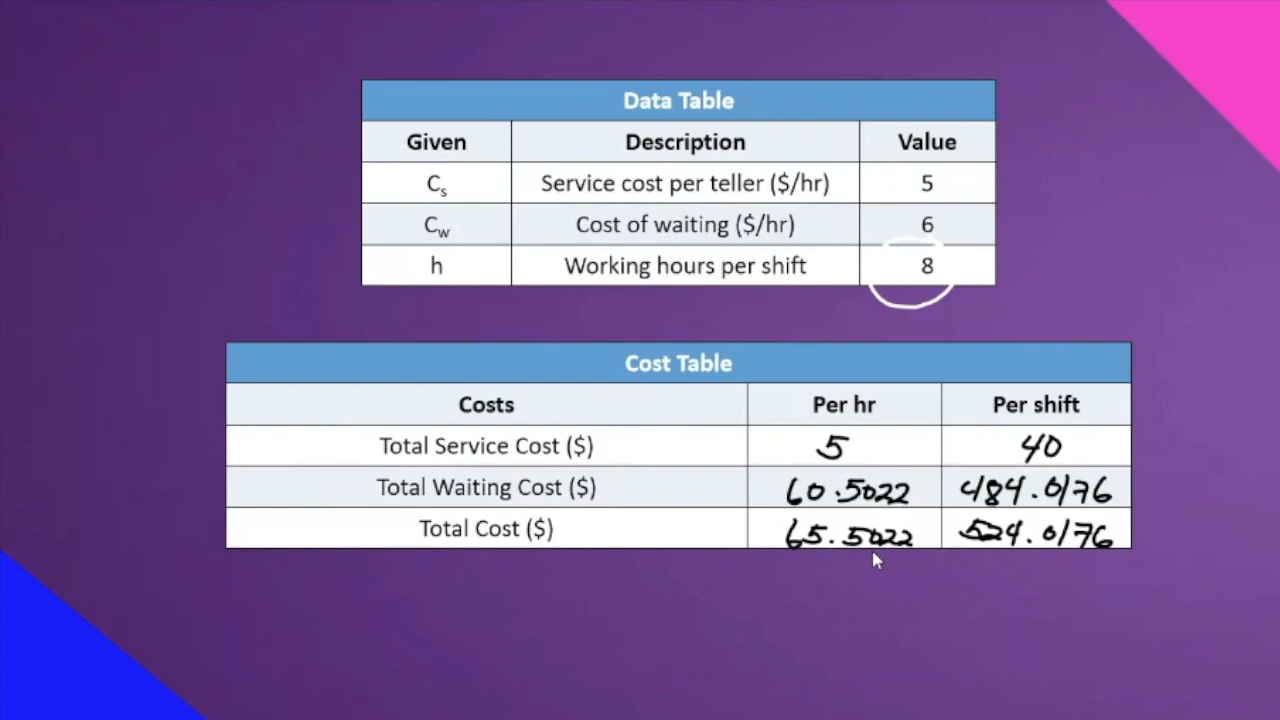 Data Table
Given Description Value
Cs Service cost per teller ($/hr) 5
Cw Cost of waiting ($/hr) 6
h Working hours per shift 8
Cost Table
Costs Per hr Per shift
Total Service Cost ($) 5 40
Total Waiting Cost ($) 60.5022 484.0176
Total Cost ($) 65.5022 524.0176